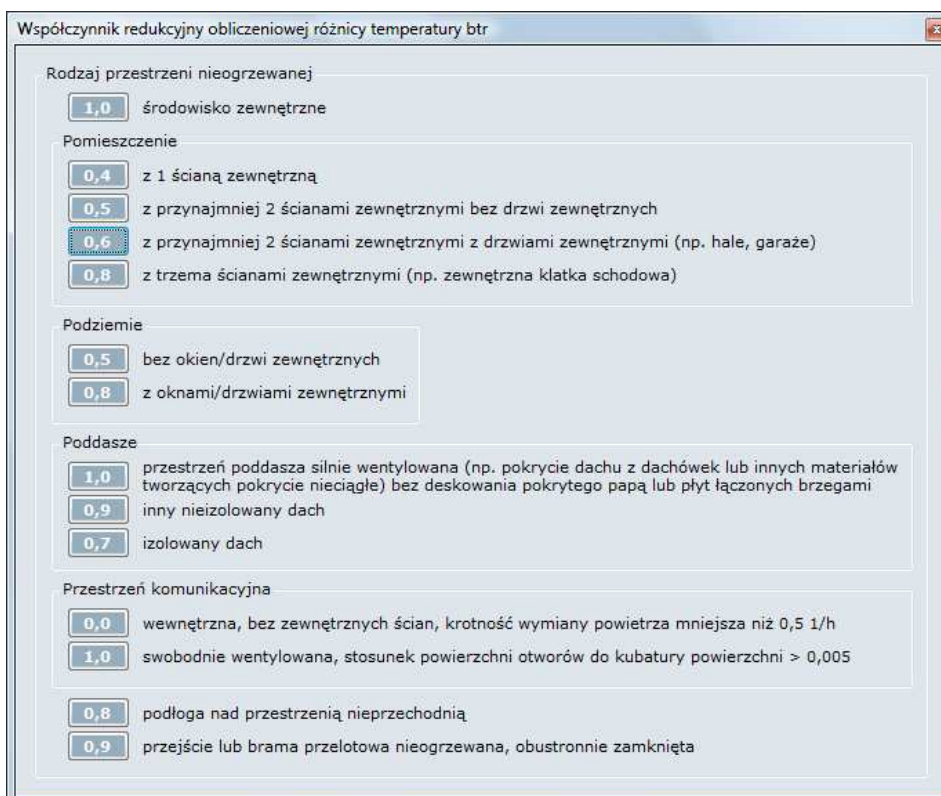 Współczynnik redukcyjny obliczeniowej różnicy temperatury btr
x
Rodzaj przestrzeni nieogrzewanej
1,0 środowisko zewnętrzne
Pomieszczenie
0,4 z 1 ścianą zewnętrzną
0,5 z przynajmniej 2 ścianami zewnętrznymi bez drzwi zewnętrznych
0,6 z przynajmniej 2 ścianami zewnętrznymi z drzwiami zewnętrznymi (np. hale, garaże)
0,8 z trzema ścianami zewnętrznymi (np. zewnętrzna klatka schodowa)
Podziemie
0,5 bez okien/drzwi zewnętrznych
0,8 z oknami/drzwiami zewnętrznymi
Poddasze
1,0 przestrzeń poddasza silnie wentylowana (np. pokrycie dachu z dachówek lub innych materiałów
tworzących pokrycie nieciągłe) bez deskowania pokrytego papą lub płyt łączonych brzegami
0,9 inny nieizolowany dach
0,7 izolowany dach
Przestrzeń komunikacyjna
0,0 wewnętrzna, bez zewnętrznych ścian, krotność wymiany powietrza mniejsza niż 0,5 1/h
1,0 swobodnie wentylowana, stosunek powierzchni otworów do kubatury powierzchni > 0,005
0,8 podłoga nad przestrzenią nieprzechodnią
0,9 przejście lub brama przelotowa nieogrzewana, obustronnie zamknięta